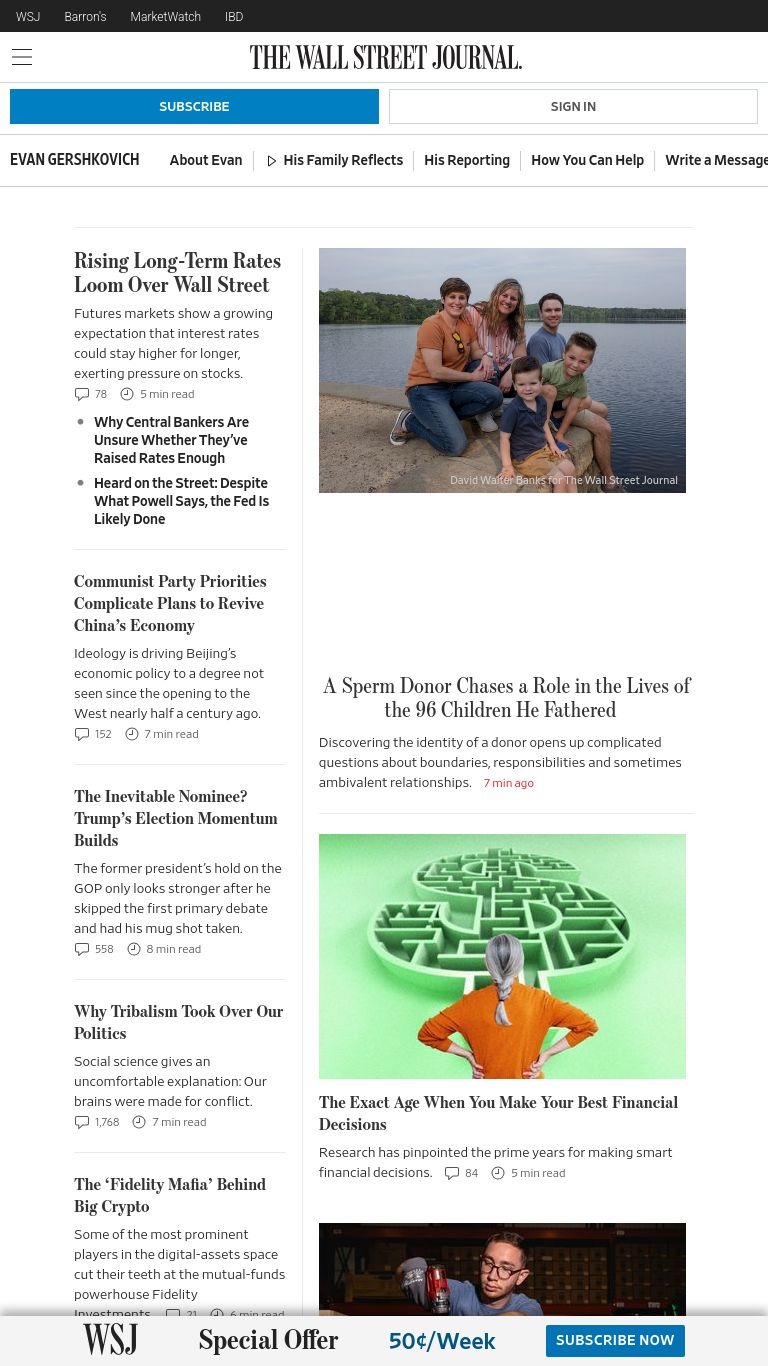 WSJ Barron's MarketWatch IBD
THE WALL STREET JOURNAL.
SUBSCRIBE SIGN IN
EVAN GERSHKOVICH About Evan His Family Reflects His Reporting How You Can Help Write a Message
Rising Long-Term Rates
Loom Over Wall Street
Futures markets show a growing
expectation that interest rates
could stay higher for longer,
exerting pressure on stocks.
78 5 min read
Why Central Bankers Are
Unsure Whether They’ve
Raised Rates Enough
Heard on the Street: Despite
What Powell Says, the Fed Is
Likely Done
Communist Party Priorities
Complicate Plans to Revive
China’s Economy
Ideology is driving Beijing’s
economic policy to a degree not
seen since the opening to the
West nearly half a century ago.
152 7 min read
The Inevitable Nominee?
Trump’s Election Momentum
Builds
The former president’s hold on the
GOP only looks stronger after he
skipped the first primary debate
and had his mug shot taken.
558 8 min read
Why Tribalism Took Over Our
Politics
Social science gives an
uncomfortable explanation: Our
brains were made for conflict.
1,768 7 min read
The ‘Fidelity Mafia’ Behind
Big Crypto
Some of the most prominent
players in the digital-assets space
cut their teeth at the mutual-funds
powerhouse Fidelity
Investments. 21 6 min read
David Walter Banks for The Wall Street Journal
A Sperm Donor Chases a Role in the Lives of
the 96 Children He Fathered
Discovering the identity of a donor opens up complicated
questions about boundaries, responsibilities and sometimes
ambivalent relationships. 7 min ago
The Exact Age When You Make Your Best Financial
Decisions
Research has pinpointed the prime years for making smart
financial decisions. 84 5 min read
WSJ Special Offer 50¢/Week SUBSCRIBE NOW